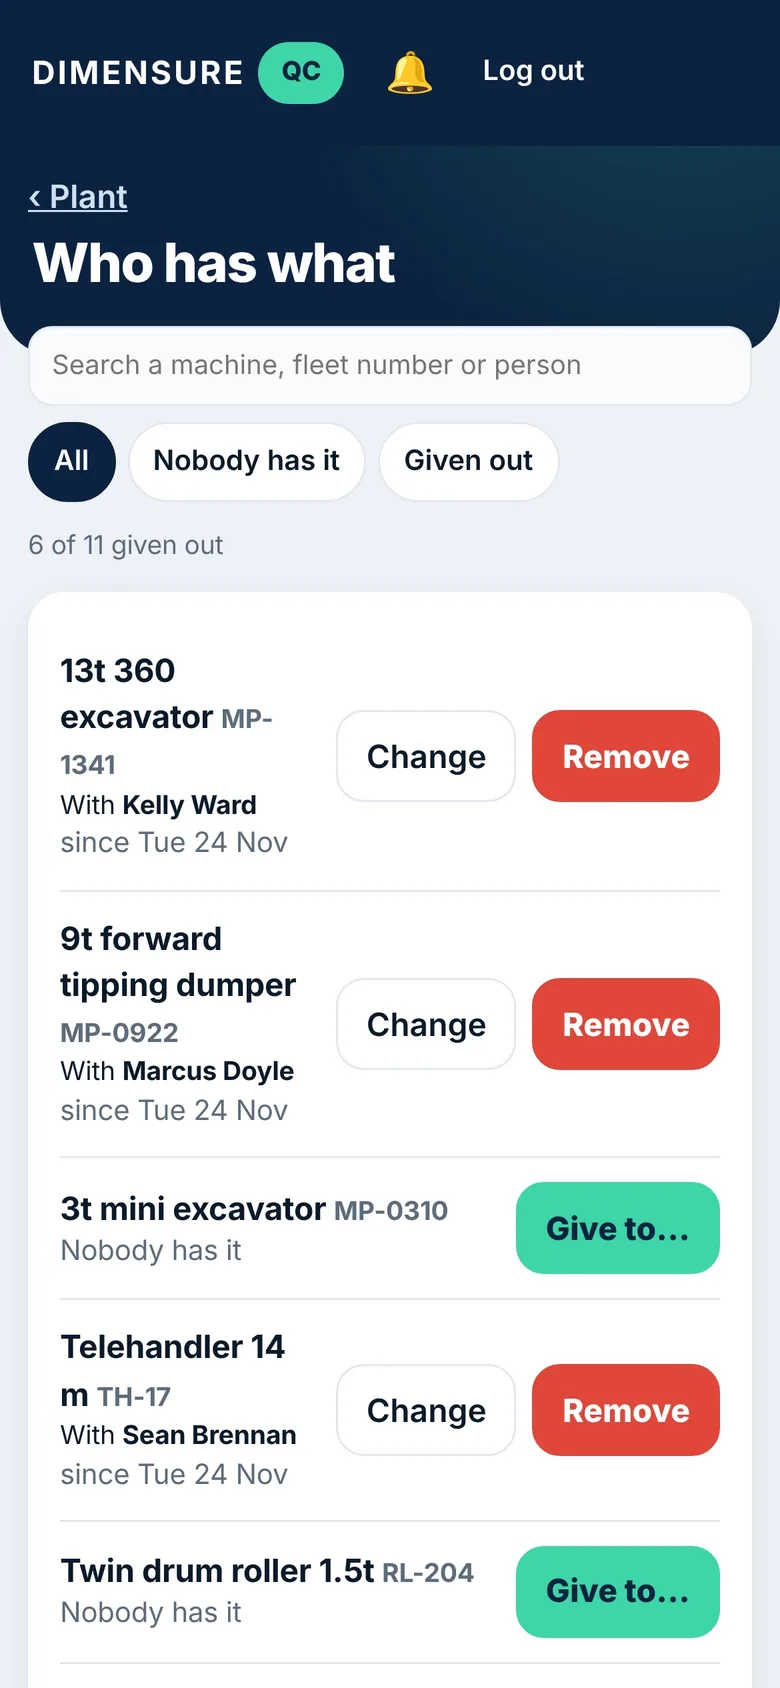 DIMENSURE QC Log out
‹ Plant
Who has what
Search a machine, fleet number or person
All Nobody has it Given out
6 of 11 given out
13t 360
excavator MP-
1341
With Kelly Ward
since Tue 24 Nov
Change Remove
9t forward
tipping dumper
MP-0922
With Marcus Doyle
since Tue 24 Nov
Change Remove
3t mini excavator MP-0310
Nobody has it
Give to...
Telehandler 14
m TH-17
With Sean Brennan
since Tue 24 Nov
Change Remove
Twin drum roller 1.5t RL-204
Nobody has it
Give to...